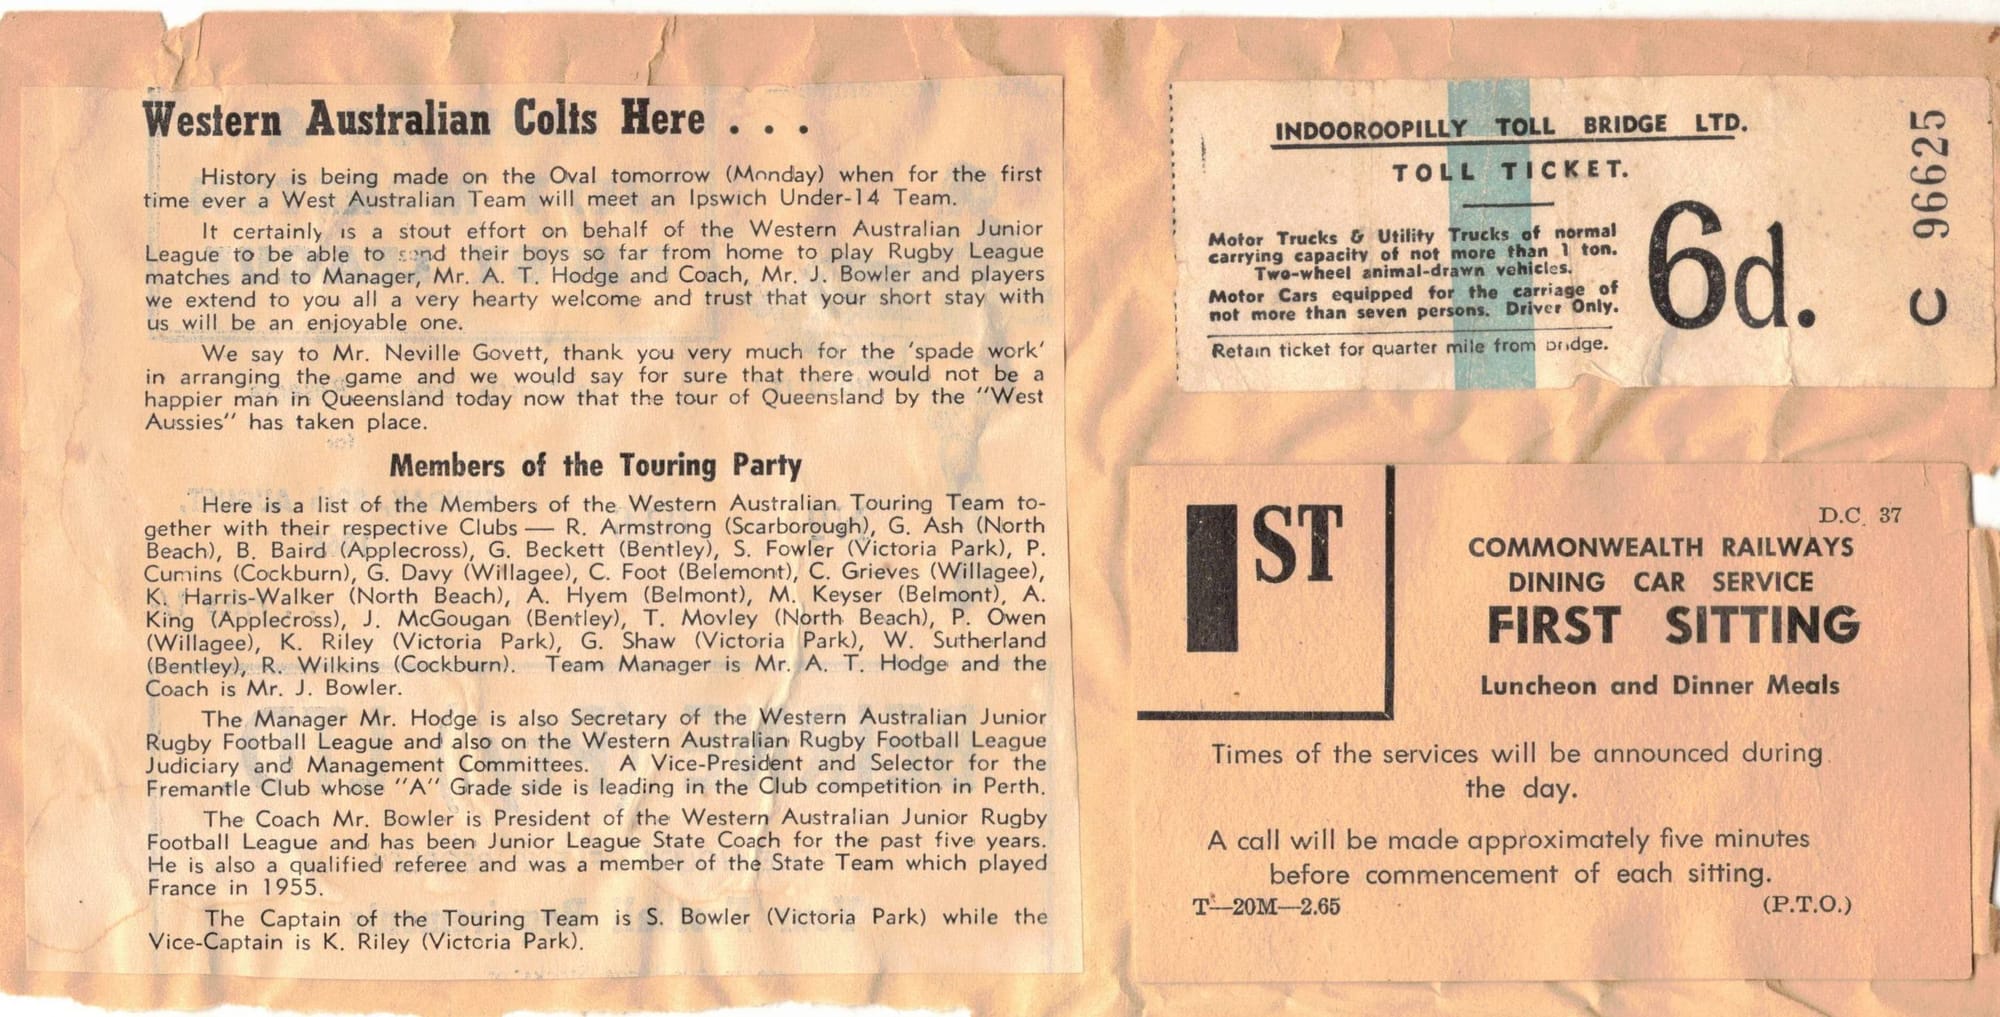 Western Australian Colts Here . . .
History is being made on the Oval tomorrow (Monday) when for the first
time ever a West Australian Team will meet an Ipswich Under-14 Team.
It certainly is a stout effort on behalf of the Western Australian Junior
League to be able to send their boys so far from home to play Rugby League
matches and to Manager, Mr. A. T. Hodge and Coach, Mr. J. Bowler and players
we extend to you all a very hearty welcome and trust that your short stay with
us will be an enjoyable one.
We say to Mr. Neville Govett, thank you very much for the 'spade work'
in arranging the game and we would say for sure that there would not be a
happier man in Queensland today now that the tour of Queensland by the "West
Aussies" has taken place.
Members of the Touring Party
Here is a list of the Members of the Western Australian Touring Team to-
gether with their respective Clubs — R. Armstrong (Scarborough), G. Ash (North
Beach), B. Baird (Applecross), G. Beckett (Bentley), S. Fowler (Victoria Park), P.
Cumins (Cockburn), G. Davy (Willagee), C. Foot (Belemont), C. Grieves (Willagee),
K. Harris-Walker (North Beach), A. Hyem (Belmont), M. Keyser (Belmont), A.
King (Applecross), J. McGougan (Bentley), T. Movley (North Beach), P. Owen
(Willagee), K. Riley (Victoria Park), G. Shaw (Victoria Park), W. Sutherland
(Bentley), R. Wilkins (Cockburn). Team Manager is Mr. A. T. Hodge and the
Coach is Mr. J. Bowler.
The Manager Mr. Hodge is also Secretary of the Western Australian Junior
Rugby Football League and also on the Western Australian Rugby Football League
Judiciary and Management Committees. A Vice-President and Selector for the
Fremantle Club whose "A" Grade side is leading in the Club competition in Perth.
The Coach Mr. Bowler is President of the Western Australian Junior Rugby
Football League and has been Junior League State Coach for the past five years.
He is also a qualified referee and was a member of the State Team which played
France in 1955.
The Captain of the Touring Team is S. Bowler (Victoria Park) while the
Vice-Captain is K. Riley (Victoria Park).
INDOOROOPILLY TOLL BRIDGE LTD.
TOLL TICKET.
Motor Trucks & Utility Trucks of normal
carrying capacity of not more than 1 ton.
Two-wheel animal-drawn vehicles.
Motor Cars equipped for the carriage of
not more than seven persons. Driver Only.
Retain ticket for quarter mile from bridge.
6d.
C 96625
1ST
D.C. 37
COMMONWEALTH RAILWAYS
DINING CAR SERVICE
FIRST SITTING
Luncheon and Dinner Meals
Times of the services will be announced during
the day.
A call will be made approximately five minutes
before commencement of each sitting.
T—20M—2.65 (P.T.O.)